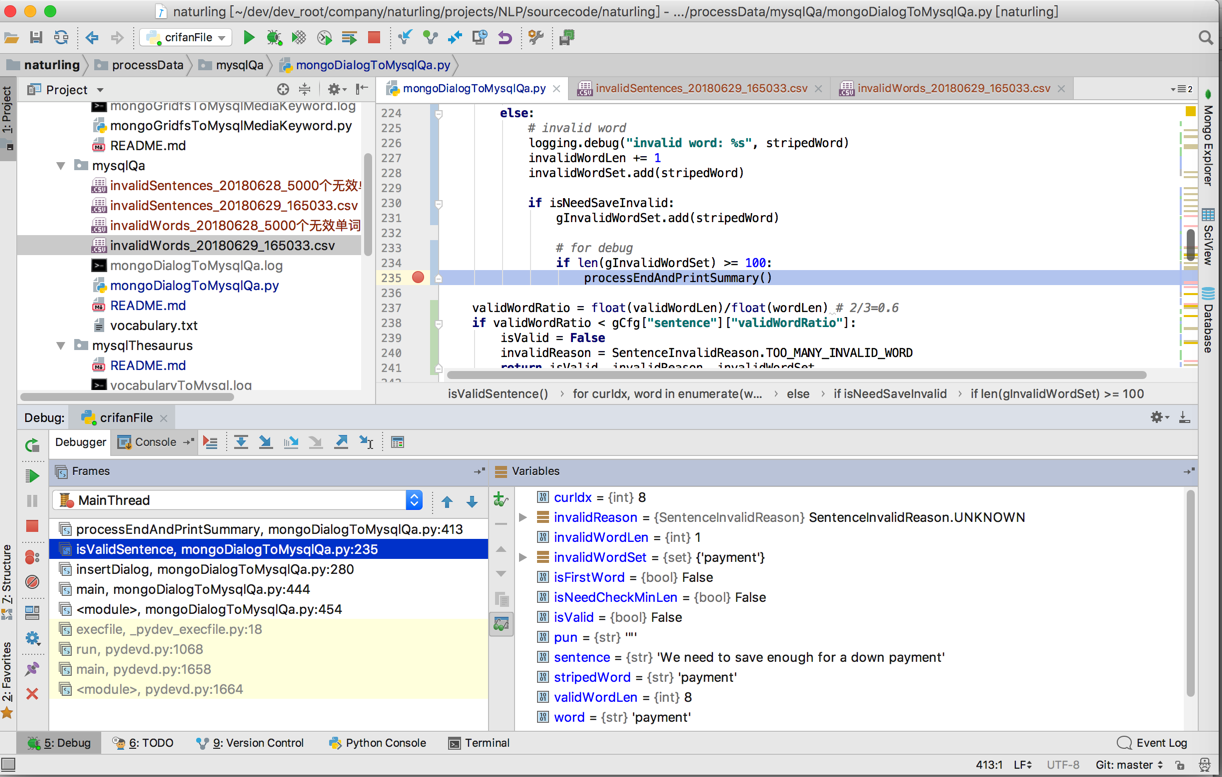 naturling [~/dev/dev_root/company/naturling/projects/NLP/sourcecode/naturling] - .../processData/mysqlQa/mongoDialogToMysqlQa.py [naturling]
crifanFile
naturling processData mysqlQa mongoDialogToMysqlQa.py
Project
mongoDialogToMysqlQa.py
invalidSentences_20180629_165033.csv
invalidWords_20180629_165033.csv
2
1: Project
mongoGridfsToMysqlMediaKeyword.log
mongoGridfsToMysqlMediaKeyword.py
README.md
mysqlQa
invalidSentences_20180628_5000个无效单
invalidSentences_20180629_165033.csv
invalidWords_20180628_5000个无效单词
invalidWords_20180629_165033.csv
mongoDialogToMysqlQa.log
mongoDialogToMysqlQa.py
README.md
vocabulary.txt
mysqlThesaurus
README.md
vocabularyToMysql.log
224 else:
225 # invalid word
226 logging.debug("invalid word: %s", stripedWord)
227 invalidWordLen += 1
228 invalidWordSet.add(stripedWord)
229
230 if isNeedSaveInvalid:
231 gInvalidWordSet.add(stripedWord)
232
233 # for debug
234 if len(gInvalidWordSet) >= 100:
235 processEndAndPrintSummary()
236
237 validWordRatio = float(validWordLen)/float(wordLen) # 2/3=0.6
238 if validWordRatio < gCfg["sentence"]["validWordRatio"]:
239 isValid = False
240 invalidReason = SentenceInvalidReason.TOO_MANY_INVALID_WORD
241 return isValid, invalidReason, invalidWordSet
242
isValidSentence() › for curIdx, word in enumerate(w... › else › if isNeedSaveInvalid › if len(gInvalidWordSet) >= 100
Mongo Explorer
SciView
Database
Debug: crifanFile
Debugger Console
Frames
MainThread
processEndAndPrintSummary, mongoDialogToMysqlQa.py:413
isValidSentence, mongoDialogToMysqlQa.py:235
insertDialog, mongoDialogToMysqlQa.py:280
main, mongoDialogToMysqlQa.py:444
<module>, mongoDialogToMysqlQa.py:454
execfile, _pydev_execfile.py:18
run, pydevd.py:1068
main, pydevd.py:1658
<module>, pydevd.py:1664
Variables
curIdx = {int} 8
invalidReason = {SentenceInvalidReason} SentenceInvalidReason.UNKNOWN
invalidWordLen = {int} 1
invalidWordSet = {set} {'payment'}
isFirstWord = {bool} False
isNeedCheckMinLen = {bool} False
isValid = {bool} False
pun = {str} '"'
sentence = {str} 'We need to save enough for a down payment'
stripedWord = {str} 'payment'
validWordLen = {int} 8
word = {str} 'payment'
7: Structure
2: Favorites
5: Debug 6: TODO 9: Version Control Python Console Terminal Event Log
413:1 LF UTF-8 Git: master